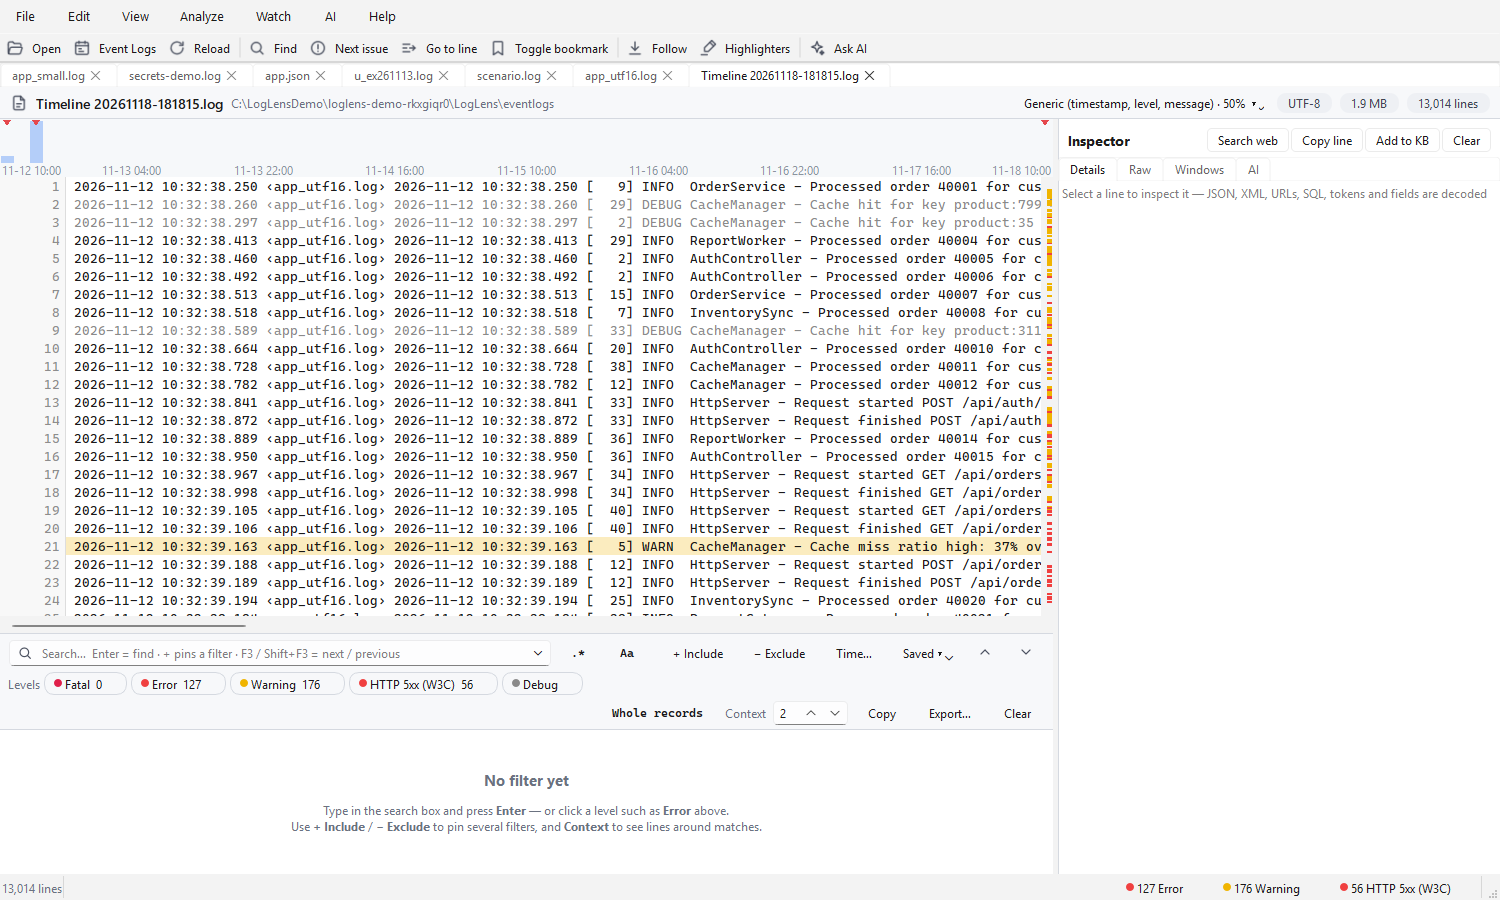 File Edit View Analyze Watch AI Help
Open Event Logs Reload Find Next issue Go to line Toggle bookmark Follow Highlighters Ask AI
app_small.log secrets-demo.log app.json u_ex261113.log scenario.log app_utf16.log Timeline 20261118-181815.log
Timeline 20261118-181815.log C:\LogLensDemo\loglens-demo-rkxgiqr0\LogLens\eventlogs Generic (timestamp, level, message) · 50% UTF-8 1.9 MB 13,014 lines
11-12 10:00 11-13 04:00 11-13 22:00 11-14 16:00 11-15 10:00 11-16 04:00 11-16 22:00 11-17 16:00 11-18 10:00
1 2026-11-12 10:32:38.250 ‹app_utf16.log› 2026-11-12 10:32:38.250 [ 9] INFO OrderService - Processed order 40001 for cus
2 2026-11-12 10:32:38.260 ‹app_utf16.log› 2026-11-12 10:32:38.260 [ 29] DEBUG CacheManager - Cache hit for key product:799
3 2026-11-12 10:32:38.297 ‹app_utf16.log› 2026-11-12 10:32:38.297 [ 2] DEBUG CacheManager - Cache hit for key product:35
4 2026-11-12 10:32:38.413 ‹app_utf16.log› 2026-11-12 10:32:38.413 [ 29] INFO ReportWorker - Processed order 40004 for cus
5 2026-11-12 10:32:38.460 ‹app_utf16.log› 2026-11-12 10:32:38.460 [ 2] INFO AuthController - Processed order 40005 for c
6 2026-11-12 10:32:38.492 ‹app_utf16.log› 2026-11-12 10:32:38.492 [ 2] INFO AuthController - Processed order 40006 for c
7 2026-11-12 10:32:38.513 ‹app_utf16.log› 2026-11-12 10:32:38.513 [ 15] INFO OrderService - Processed order 40007 for cus
8 2026-11-12 10:32:38.518 ‹app_utf16.log› 2026-11-12 10:32:38.518 [ 7] INFO InventorySync - Processed order 40008 for cu
9 2026-11-12 10:32:38.589 ‹app_utf16.log› 2026-11-12 10:32:38.589 [ 33] DEBUG CacheManager - Cache hit for key product:311
10 2026-11-12 10:32:38.664 ‹app_utf16.log› 2026-11-12 10:32:38.664 [ 20] INFO AuthController - Processed order 40010 for c
11 2026-11-12 10:32:38.728 ‹app_utf16.log› 2026-11-12 10:32:38.728 [ 38] INFO CacheManager - Processed order 40011 for cus
12 2026-11-12 10:32:38.782 ‹app_utf16.log› 2026-11-12 10:32:38.782 [ 12] INFO CacheManager - Processed order 40012 for cus
13 2026-11-12 10:32:38.841 ‹app_utf16.log› 2026-11-12 10:32:38.841 [ 33] INFO HttpServer - Request started POST /api/auth/
14 2026-11-12 10:32:38.872 ‹app_utf16.log› 2026-11-12 10:32:38.872 [ 33] INFO HttpServer - Request finished POST /api/auth
15 2026-11-12 10:32:38.889 ‹app_utf16.log› 2026-11-12 10:32:38.889 [ 36] INFO ReportWorker - Processed order 40014 for cus
16 2026-11-12 10:32:38.950 ‹app_utf16.log› 2026-11-12 10:32:38.950 [ 36] INFO AuthController - Processed order 40015 for c
17 2026-11-12 10:32:38.967 ‹app_utf16.log› 2026-11-12 10:32:38.967 [ 34] INFO HttpServer - Request started GET /api/orders
18 2026-11-12 10:32:38.998 ‹app_utf16.log› 2026-11-12 10:32:38.998 [ 34] INFO HttpServer - Request finished GET /api/order
19 2026-11-12 10:32:39.105 ‹app_utf16.log› 2026-11-12 10:32:39.105 [ 40] INFO HttpServer - Request started GET /api/orders
20 2026-11-12 10:32:39.106 ‹app_utf16.log› 2026-11-12 10:32:39.106 [ 40] INFO HttpServer - Request finished GET /api/order
21 2026-11-12 10:32:39.163 ‹app_utf16.log› 2026-11-12 10:32:39.163 [ 5] WARN CacheManager - Cache miss ratio high: 37% ov
22 2026-11-12 10:32:39.188 ‹app_utf16.log› 2026-11-12 10:32:39.188 [ 12] INFO HttpServer - Request started POST /api/order
23 2026-11-12 10:32:39.189 ‹app_utf16.log› 2026-11-12 10:32:39.189 [ 12] INFO HttpServer - Request finished POST /api/orde
24 2026-11-12 10:32:39.194 ‹app_utf16.log› 2026-11-12 10:32:39.194 [ 25] INFO InventorySync - Processed order 40020 for cu
Search... Enter = find · + pins a filter · F3 / Shift+F3 = next / previous .* Aa + Include − Exclude Time... Saved
Levels Fatal 0 Error 127 Warning 176 HTTP 5xx (W3C) 56 Debug
Whole records Context 2 Copy Export... Clear
No filter yet
Type in the search box and press Enter — or click a level such as Error above.
Use + Include / − Exclude to pin several filters, and Context to see lines around matches.
Inspector Search web Copy line Add to KB Clear
Details Raw Windows AI
Select a line to inspect it — JSON, XML, URLs, SQL, tokens and fields are decoded
13,014 lines 127 Error 176 Warning 56 HTTP 5xx (W3C)